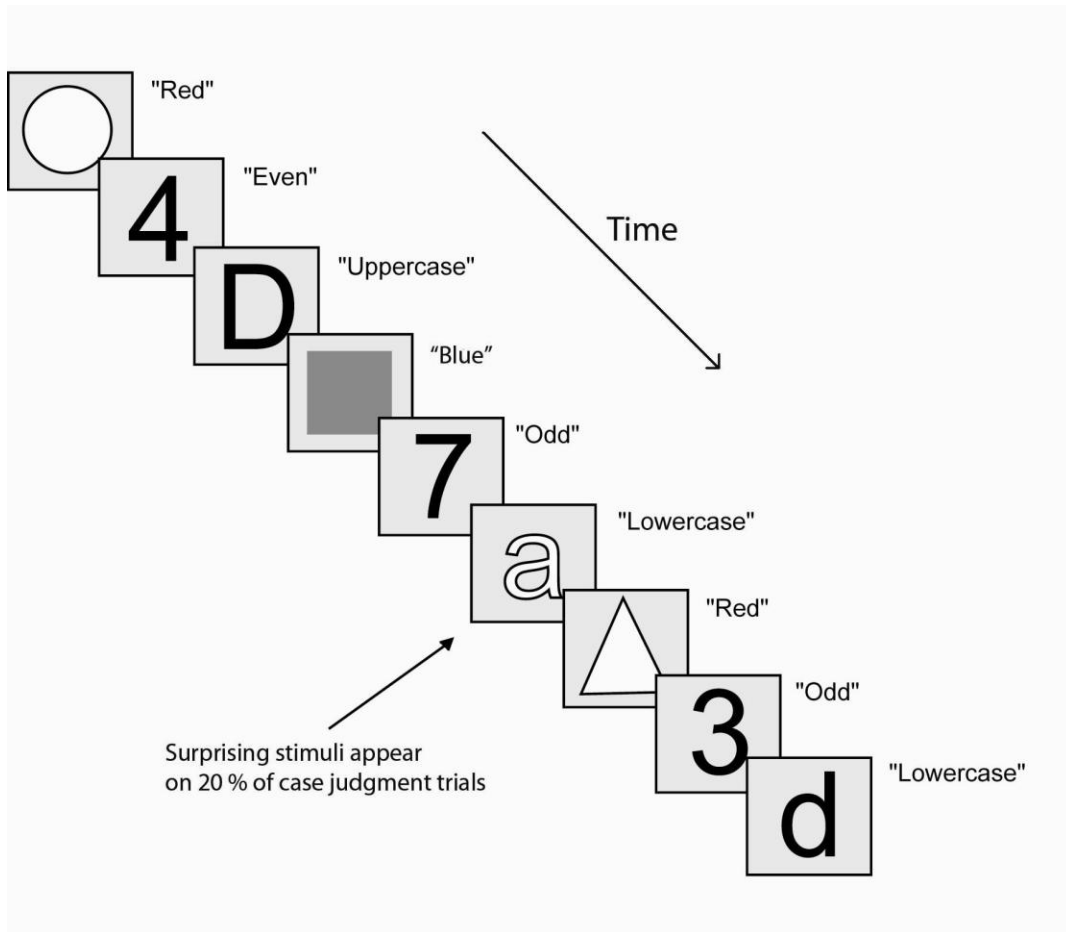 "Red"
4
"Even"
D
"Uppercase"
Time
“Blue”
7
"Odd"
a
"Lowercase"
"Red"
3
"Odd"
Surprising stimuli appear
on 20 % of case judgment trials
d
"Lowercase"